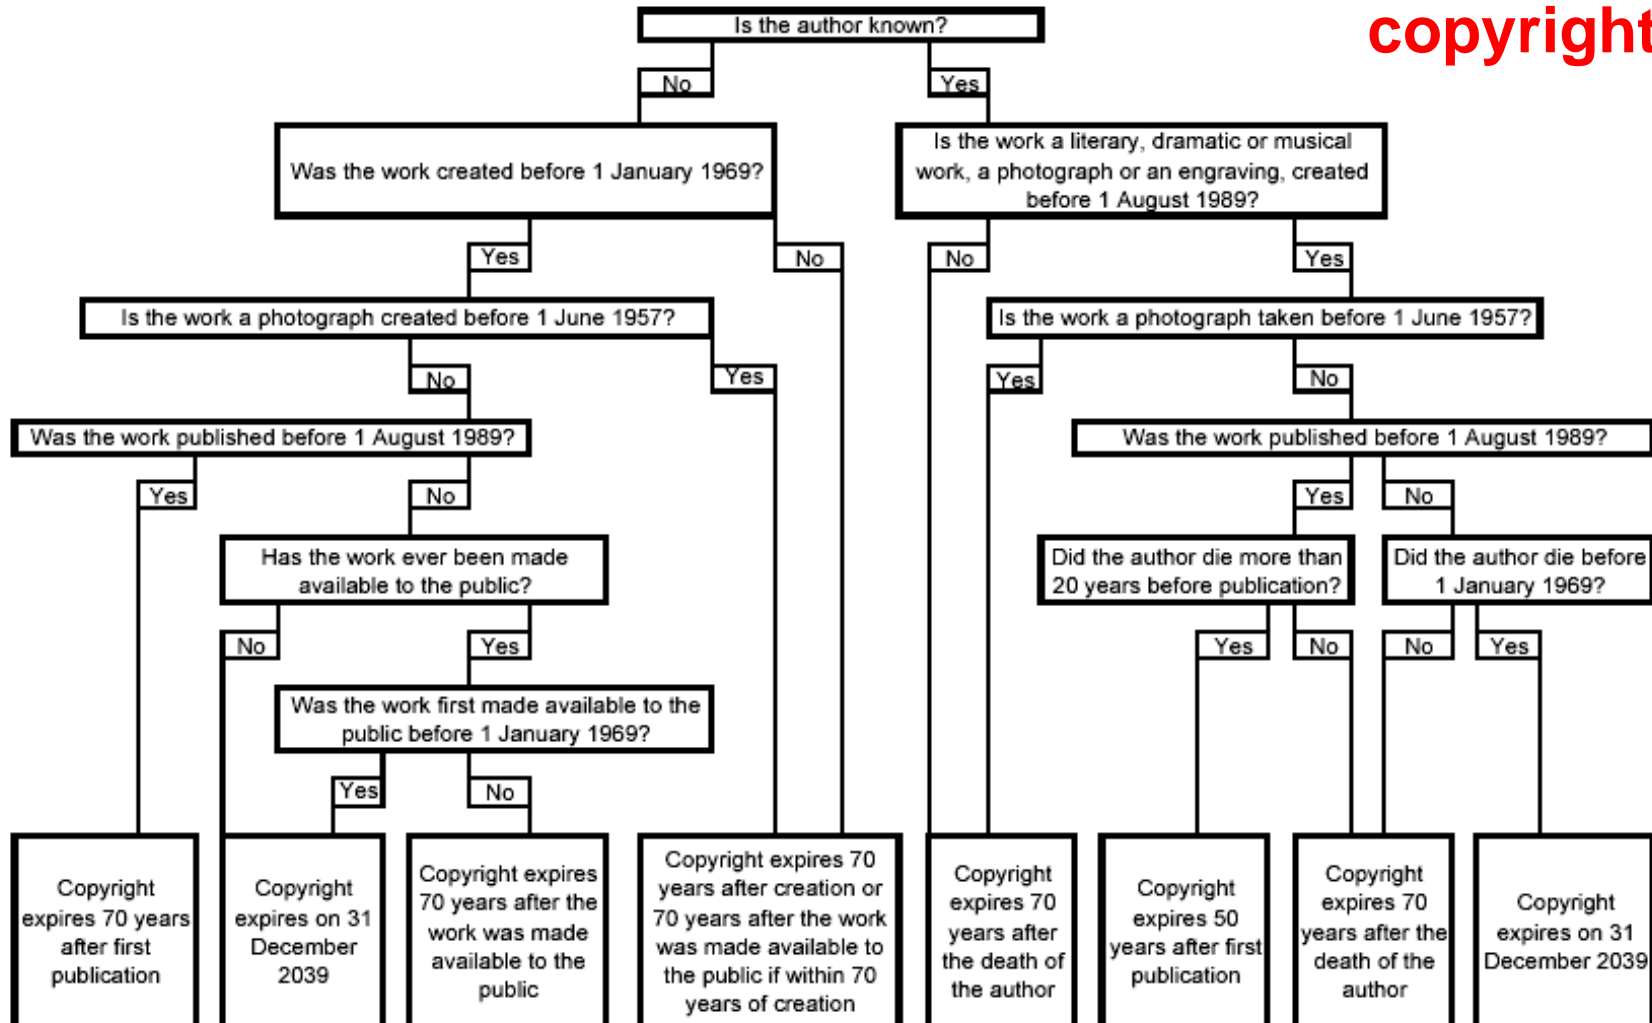 Is the author known?
copyright
No
Yes
Was the work created before 1 January 1969?
Is the work a literary, dramatic or musical
work, a photograph or an engraving, created
before 1 August 1989?
Yes
No
No
Yes
Is the work a photograph created before 1 June 1957?
Is the work a photograph taken before 1 June 1957?
No
Yes
Yes
No
Was the work published before 1 August 1989?
Was the work published before 1 August 1989?
Yes
No
Yes
No
Has the work ever been made
available to the public?
Did the author die more than
20 years before publication?
Did the author die before
1 January 1969?
No
Yes
Yes
No
No
Yes
Was the work first made available to the
public before 1 January 1969?
Yes
No
Copyright
expires 70 years
after first
publication
Copyright
expires on 31
December
2039
Copyright expires
70 years after the
work was made
available to the
public
Copyright expires 70
years after creation or
70 years after the work
was made available to
the public if within 70
years of creation
Copyright
expires 70
years after
the death of
the author
Copyright
expires 50
years after first
publication
Copyright
expires 70
years after the
death of the
author
Copyright
expires on 31
December 2039